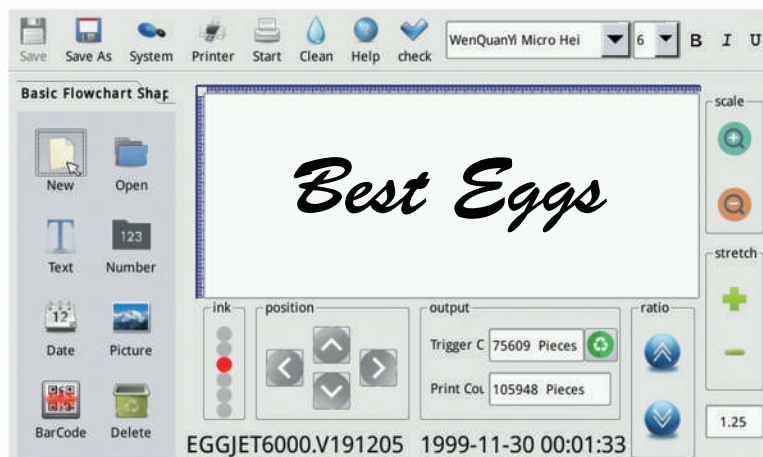 Save Save As System Printer Start Clean Help check WenQuanYi Micro Hei 6 B I U
Basic Flowchart Shap
New Open
Text Number
123
Date Picture
12
BarCode Delete
Best Eggs
scale
stretch
1.25
ink
position
output
Trigger C 75609 Pieces
Print Cou 105948 Pieces
ratio
EGGJET6000.V191205 1999-11-30 00:01:33